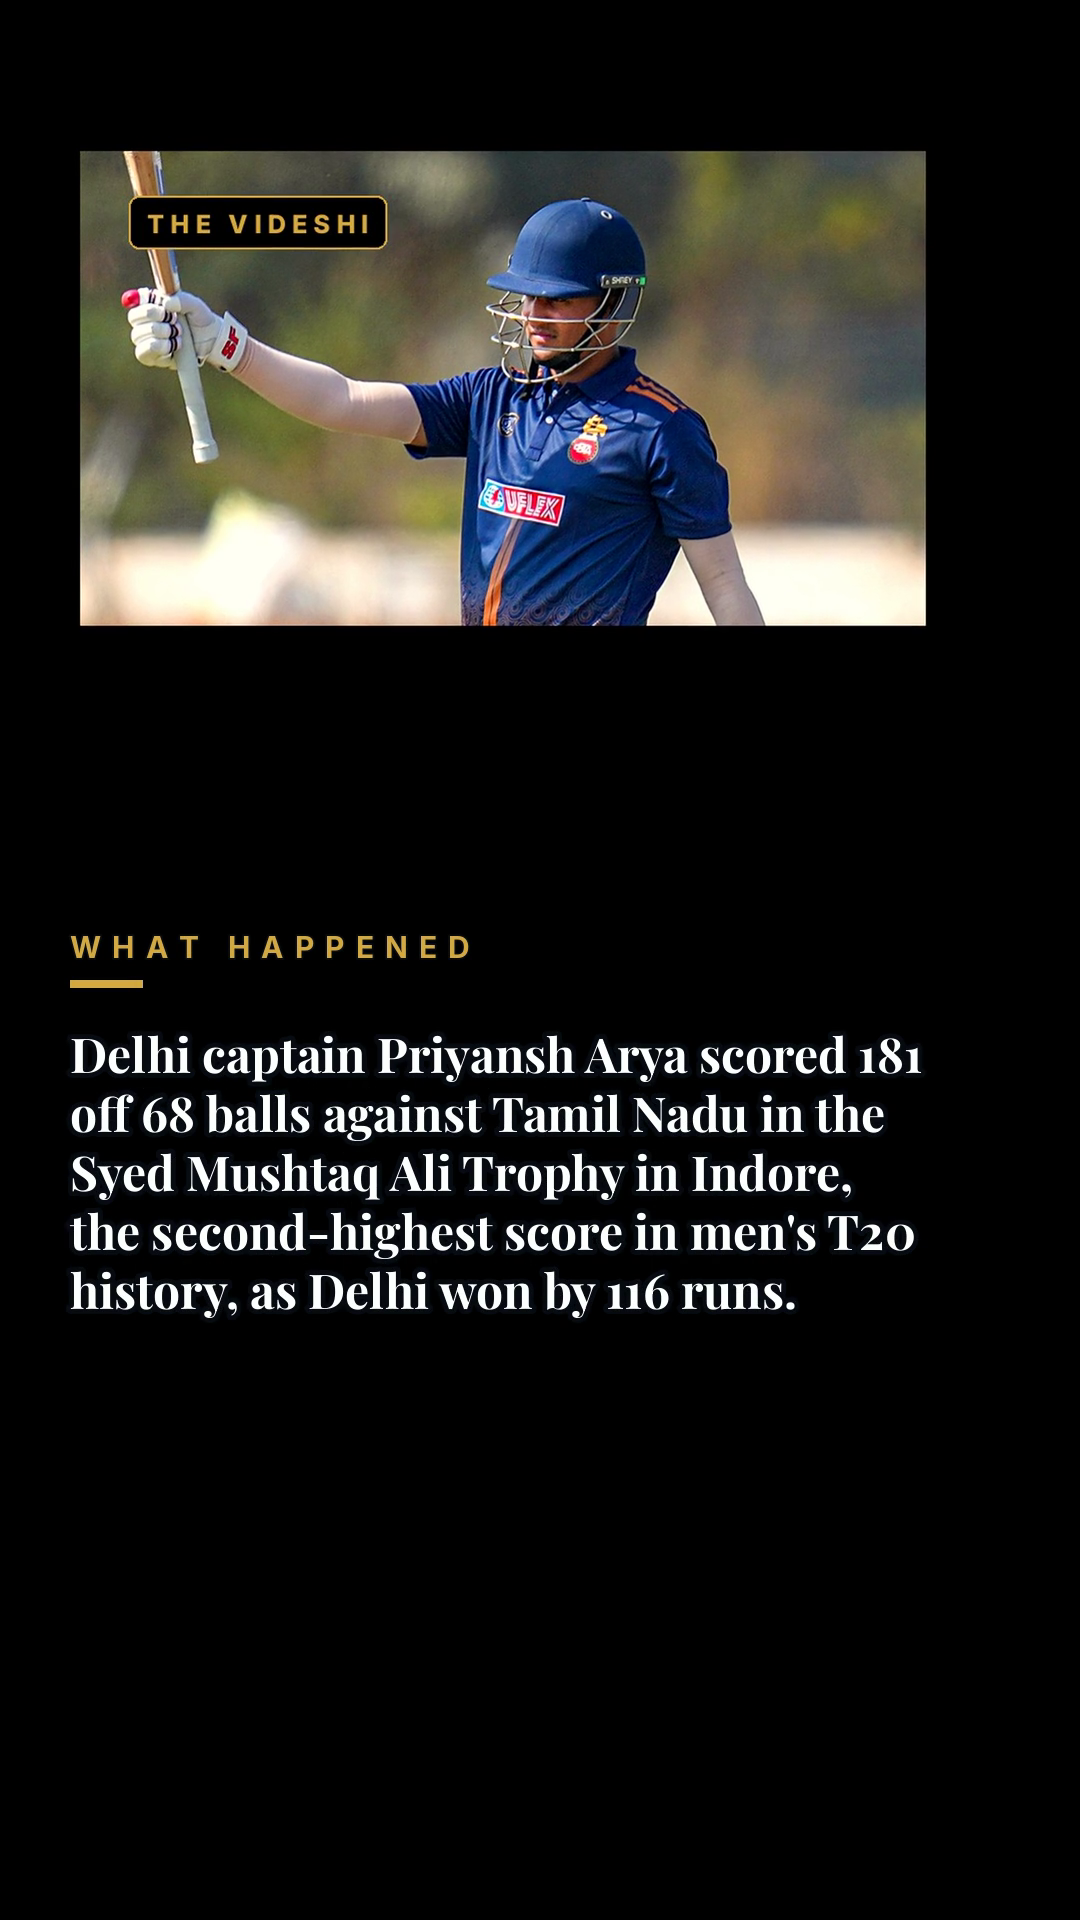 THE VIDESHI
SHREY
SF
UFLEX
WHAT HAPPENED
Delhi captain Priyansh Arya scored 181
off 68 balls against Tamil Nadu in the
Syed Mushtaq Ali Trophy in Indore,
the second-highest score in men's T20
history, as Delhi won by 116 runs.